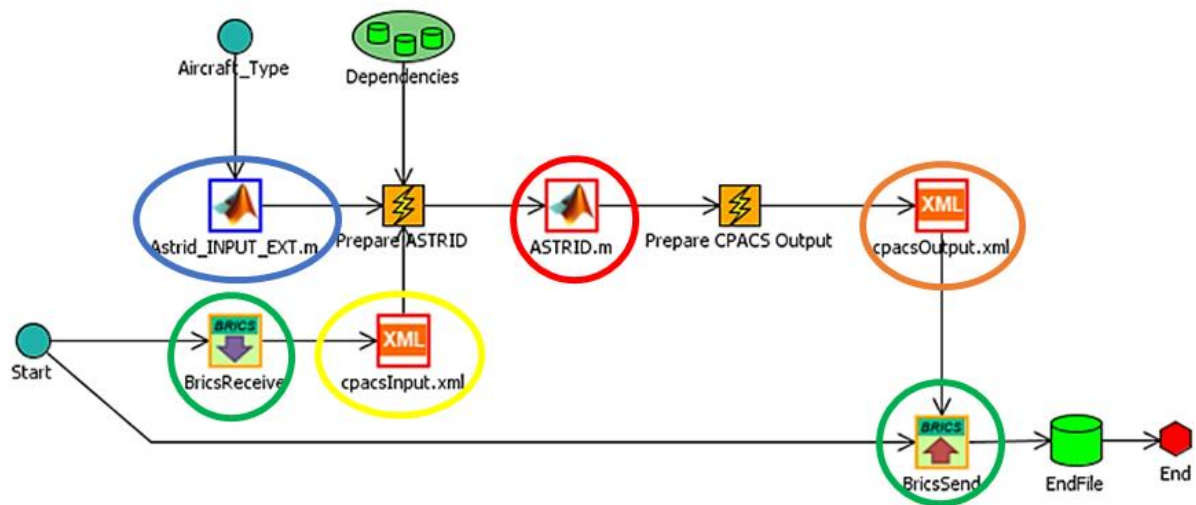 Aircraft_Type
Dependencies
Astrid_INPUT_EXT.m
Prepare ASTRID
ASTRID.m
Prepare CPACS Output
XML
cpacsOutput.xml
Start
BRICS
BricsReceive
XML
cpacsInput.xml
BRICS
BricsSend
EndFile
End